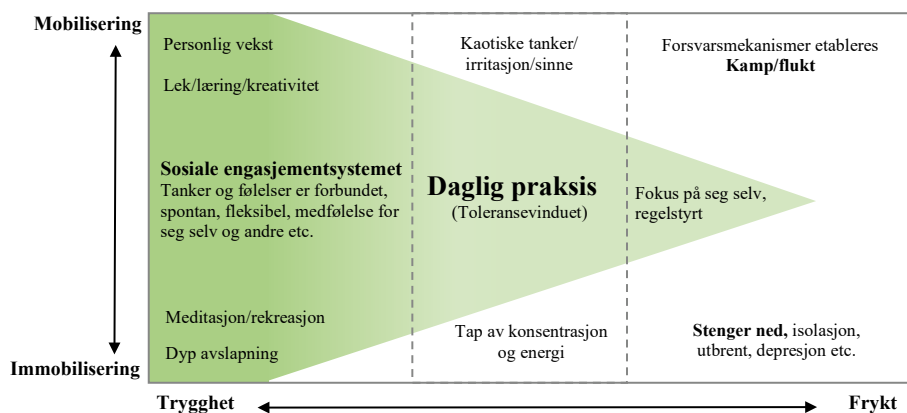 Mobilisering
Personlig vekst
Lek/læring/kreativitet
Kaotiske tanker/
irritasjon/sinne
Forsvarsmekanismer etableres
Kamp/flukt
Sosiale engasjementsystemet
Tanker og følelser er forbundet,
spontan, fleksibel, medfølelse for
seg selv og andre etc.
Daglig praksis
(Toleransevinduet)
Fokus på seg selv,
regelstyrt
Meditasjon/rekreasjon
Dyp avslapning
Tap av konsentrasjon
og energi
Stenger ned, isolasjon,
utbrent, depresjon etc.
Immobilisering
Trygghet
Frykt